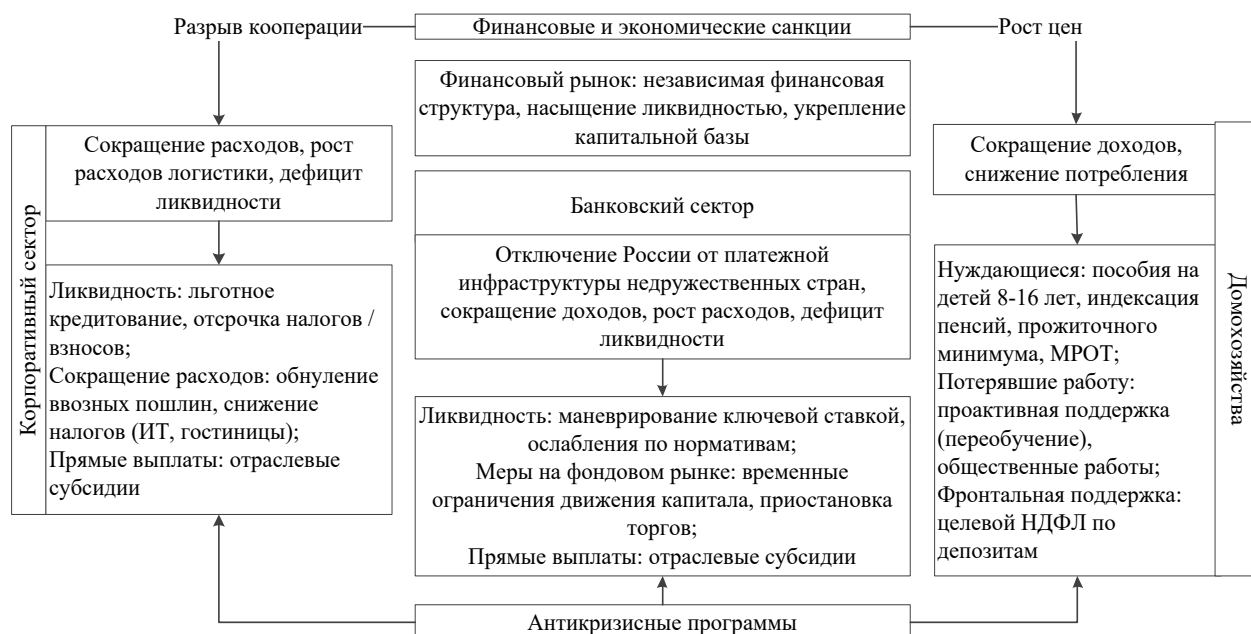 Разрыв кооперации
Финансовые и экономические санкции
Рост цен
Финансовый рынок: независимая финансовая
структура, насыщение ликвидностью, укрепление
капитальной базы
Корпоративный сектор
Сокращение расходов, рост
расходов логистики, дефицит
ликвидности
Ликвидность: льготное
кредитование, отсрочка налогов /
взносов;
Сокращение расходов: обнуление
ввозных пошлин, снижение
налогов (ИТ, гостиницы);
Прямые выплаты: отраслевые
субсидии
Банковский сектор
Отключение России от платежной
инфраструктуры недружественных стран,
сокращение доходов, рост расходов, дефицит
ликвидности
Ликвидность: маневрирование ключевой ставкой,
ослабления по нормативам;
Меры на фондовом рынке: временные
ограничения движения капитала, приостановка
торгов;
Прямые выплаты: отраслевые субсидии
Сокращение доходов,
снижение потребления
Нуждающиеся: пособия на
детей 8-16 лет, индексация
пенсий, прожиточного
минимума, МРОТ;
Потерявшие работу:
проактивная поддержка
(переобучение),
общественные работы;
Фронтальная поддержка:
целевой НДФЛ по
депозитам
Домохозяйства
Антикризисные программы